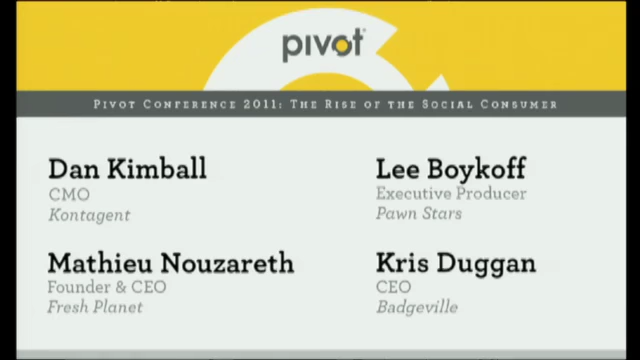 pivot
Pivot Conference 2011: The Rise of the Social Consumer
Dan Kimball
CMO
Kontagent
Lee Boykoff
Executive Producer
Pawn Stars
Mathieu Nouzareth
Founder & CEO
Fresh Planet
Kris Duggan
CEO
Badgeville